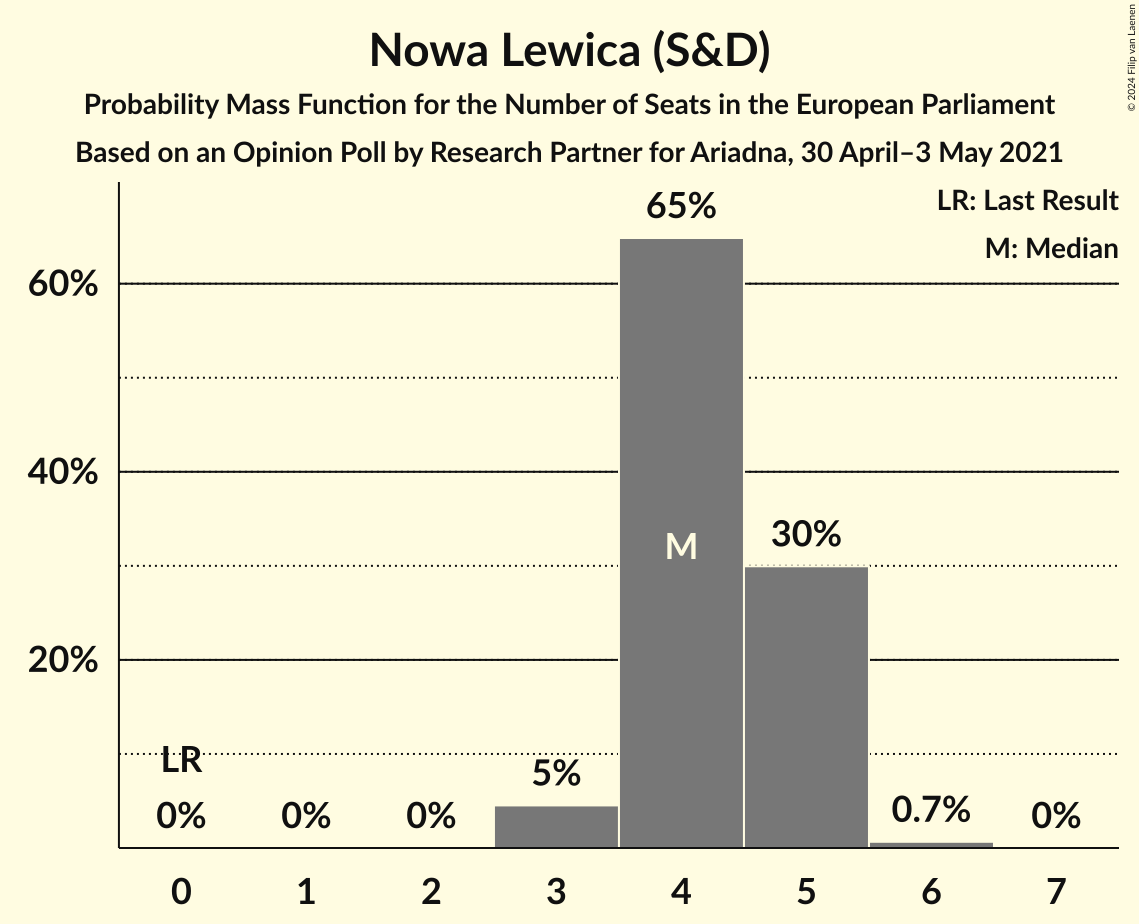 Nowa Lewica (S&D)
Probability Mass Function for the Number of Seats in the European Parliament
Based on an Opinion Poll by Research Partner for Ariadna, 30 April–3 May 2021
© 2024 Filip van Laenen
LR: Last Result
M: Median
65%
60%
40%
30%
M
20%
LR
5%
0% 0% 0% 0.7% 0%
0 1 2 3 4 5 6 7